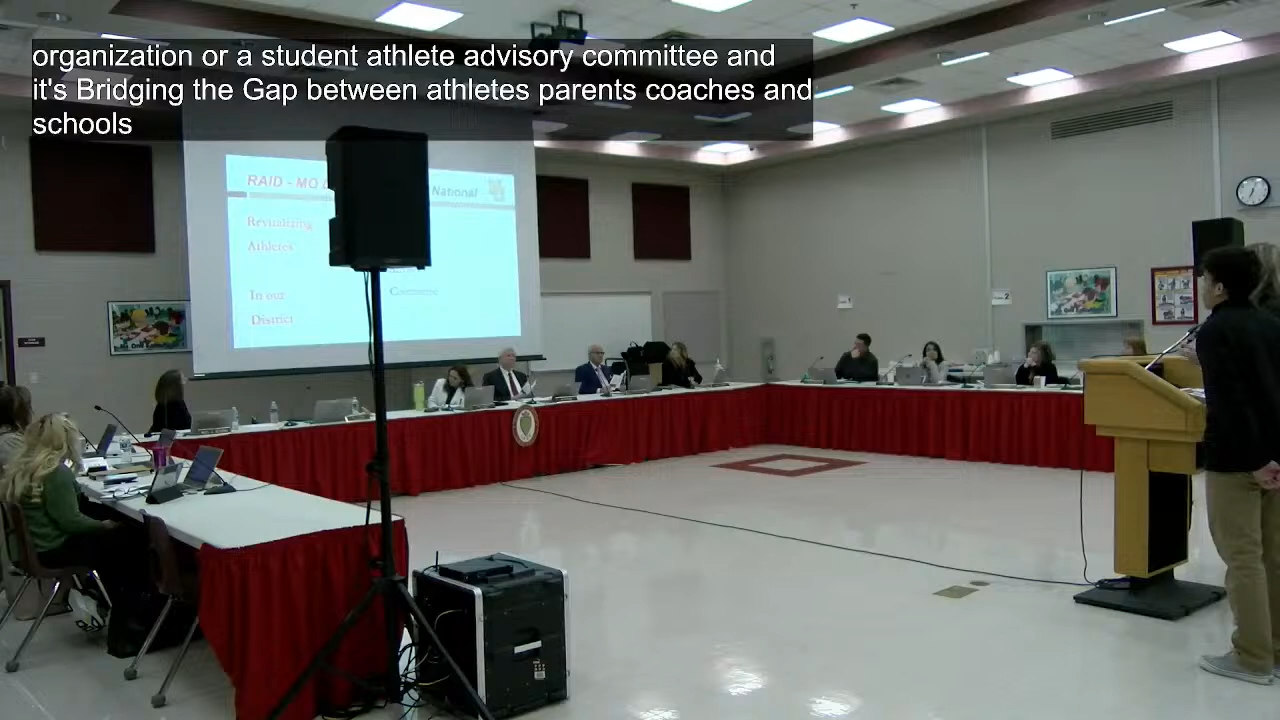 organization or a student athlete advisory committee and
it's Bridging the Gap between athletes parents coaches and
schools
RAID - MO
National
Revitalizing
Athletes
In our
District